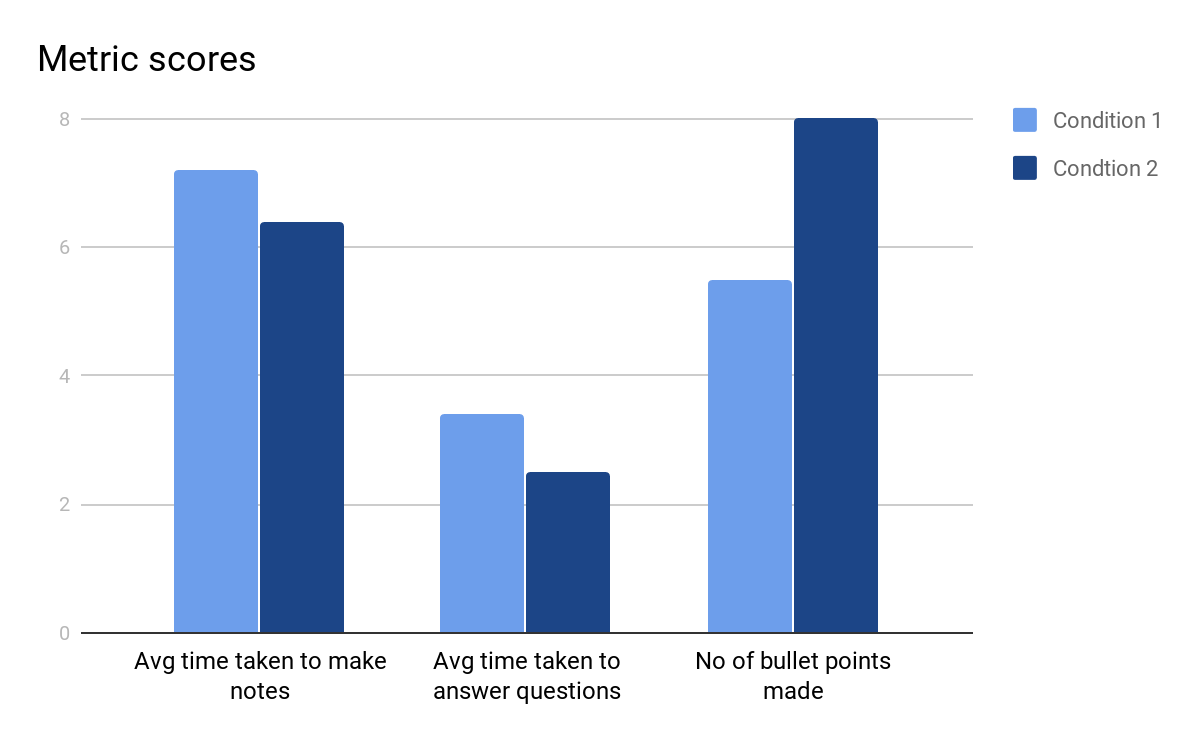 Metric scores
8
6
4
2
0
Condition 1
Condtion 2
Avg time taken to make
notes
Avg time taken to
answer questions
No of bullet points
made